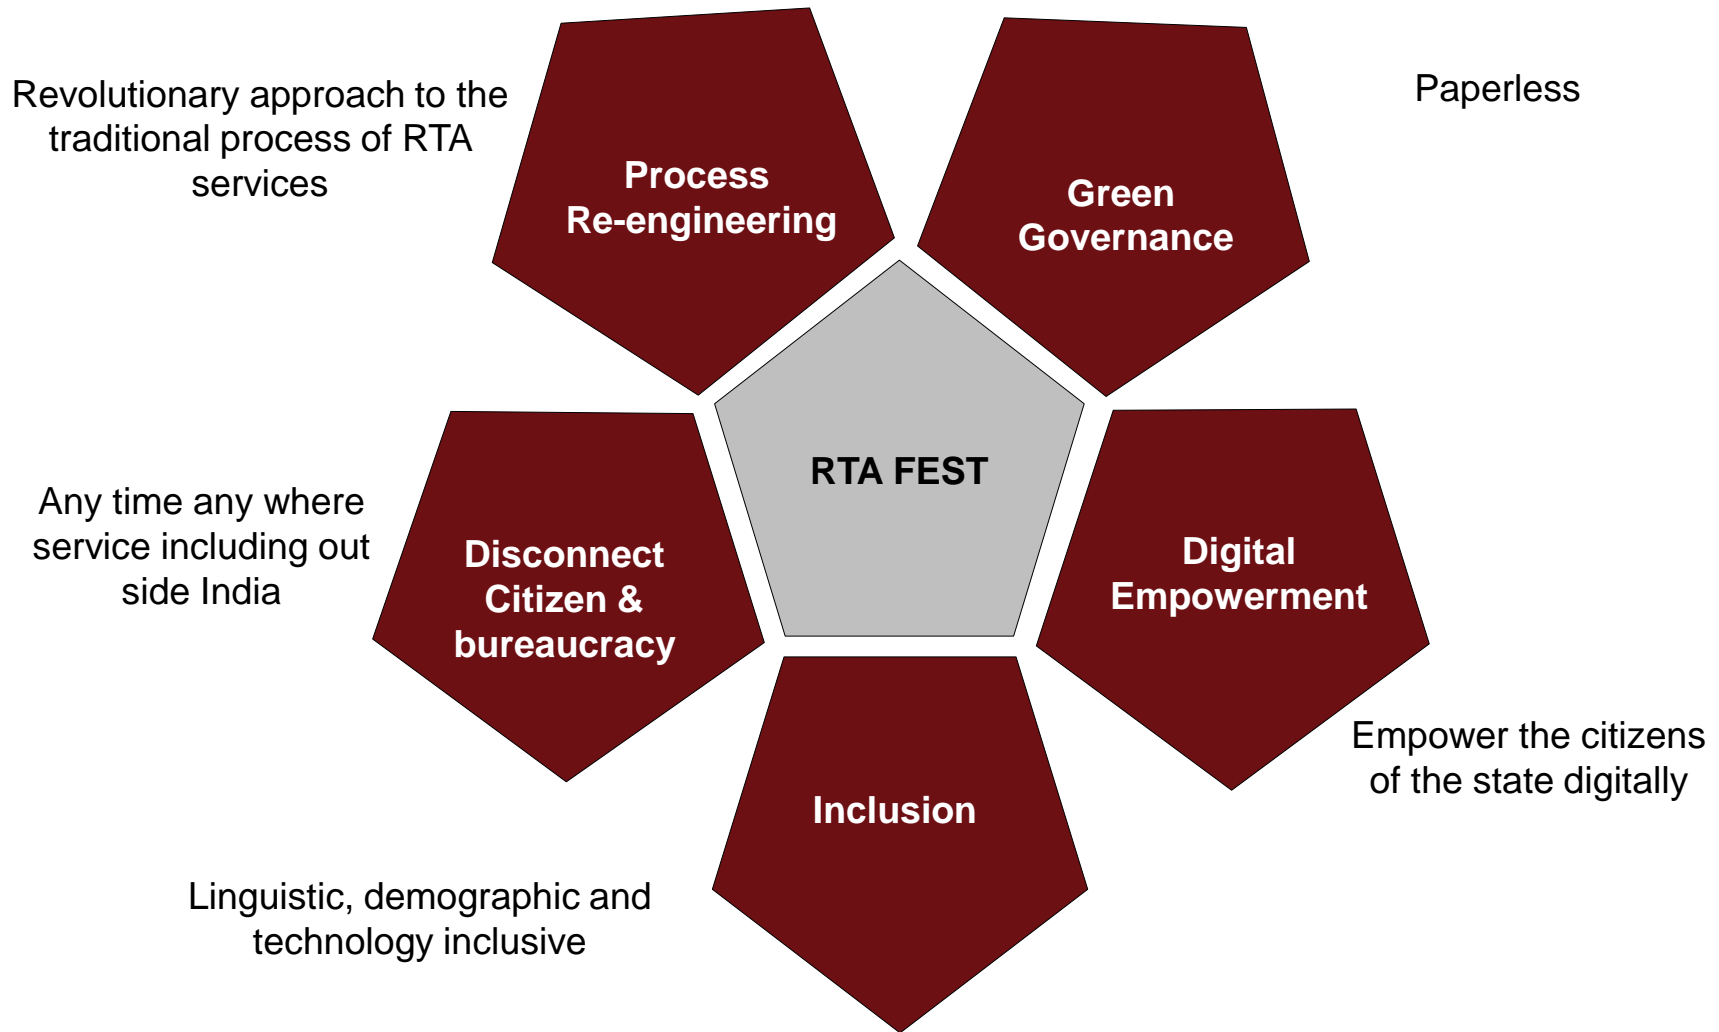 Revolutionary approach to the
traditional process of RTA
services
Process
Re-engineering
Green
Governance
Paperless
RTA FEST
Any time any where
service including out
side India
Disconnect
Citizen &
bureaucracy
Digital
Empowerment
Empower the citizens
of the state digitally
Inclusion
Linguistic, demographic and
technology inclusive